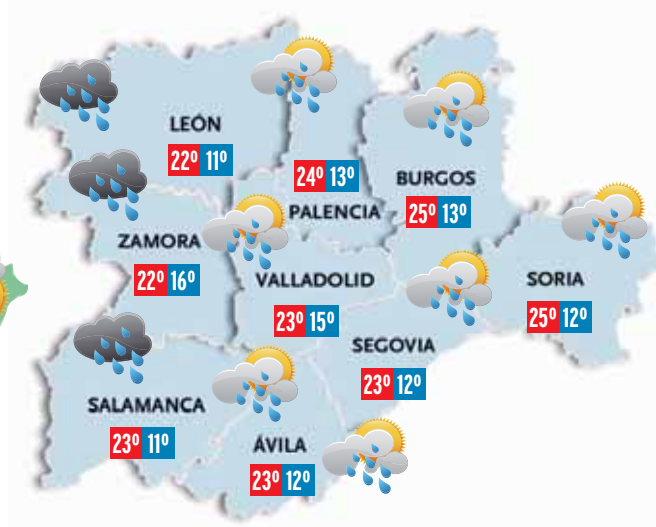 LEÓN
22º 11º
24º 13º
PALENCIA
BURGOS
25º 13º
ZAMORA
22º 16º
VALLADOLID
23º 15º
SORIA
25º 12º
SEGOVIA
23º 12º
SALAMANCA
23º 11º
ÁVILA
23º 12º